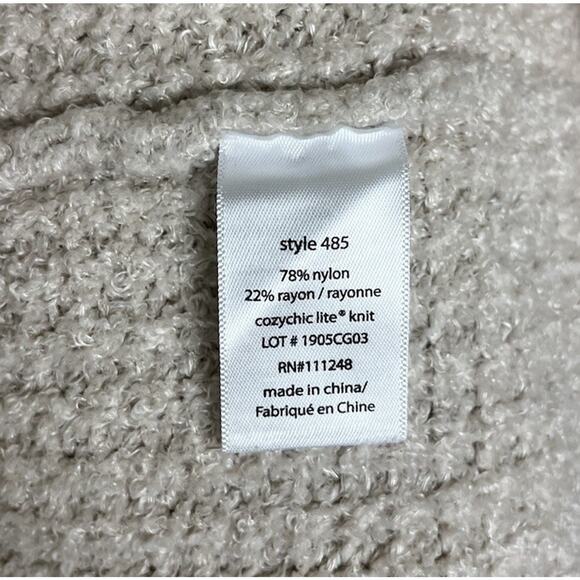 style 485
78% nylon
22% rayon / rayonne
cozychic lite® knit
LOT # 1905CG03
RN#111248
made in china/
Fabriqué en Chine